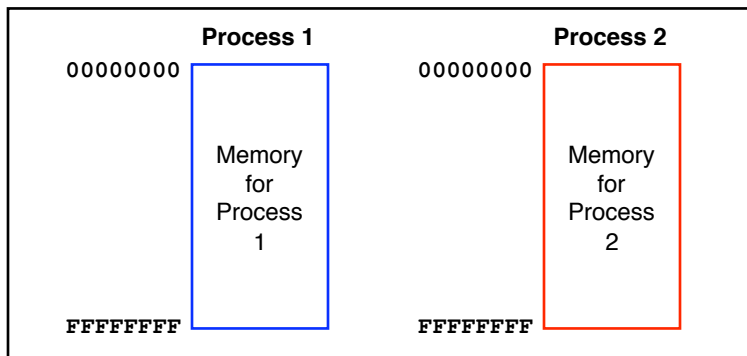 Process 1
00000000
Memory
for
Process
1
FFFFFFFF
Process 2
00000000
Memory
for
Process
2
FFFFFFFF